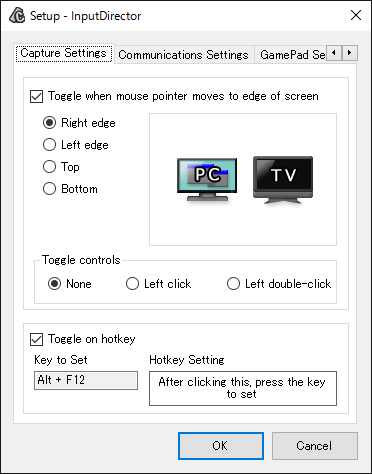 Setup - InputDirector
Capture Settings
Communications Settings
GamePad Se
Toggle when mouse pointer moves to edge of screen
Right edge
Left edge
Top
Bottom
PC
TV
Toggle controls
None
Left click
Left double-click
Toggle on hotkey
Key to Set
Hotkey Setting
Alt + F12
After clicking this, press the key
to set
OK
Cancel